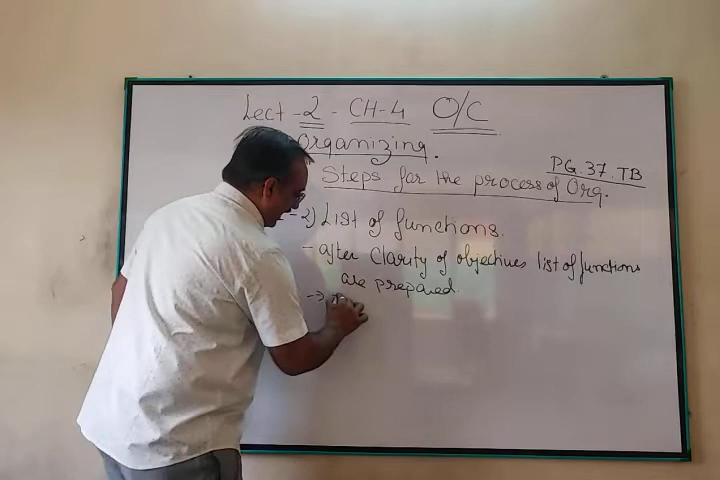 Lect - 2 - CH-4 O/C
Organizing.
PG. 37. TB
Steps for the process of Org.
2) List of functions.
- after Clarity of objectives list of functions
are prepared.
→